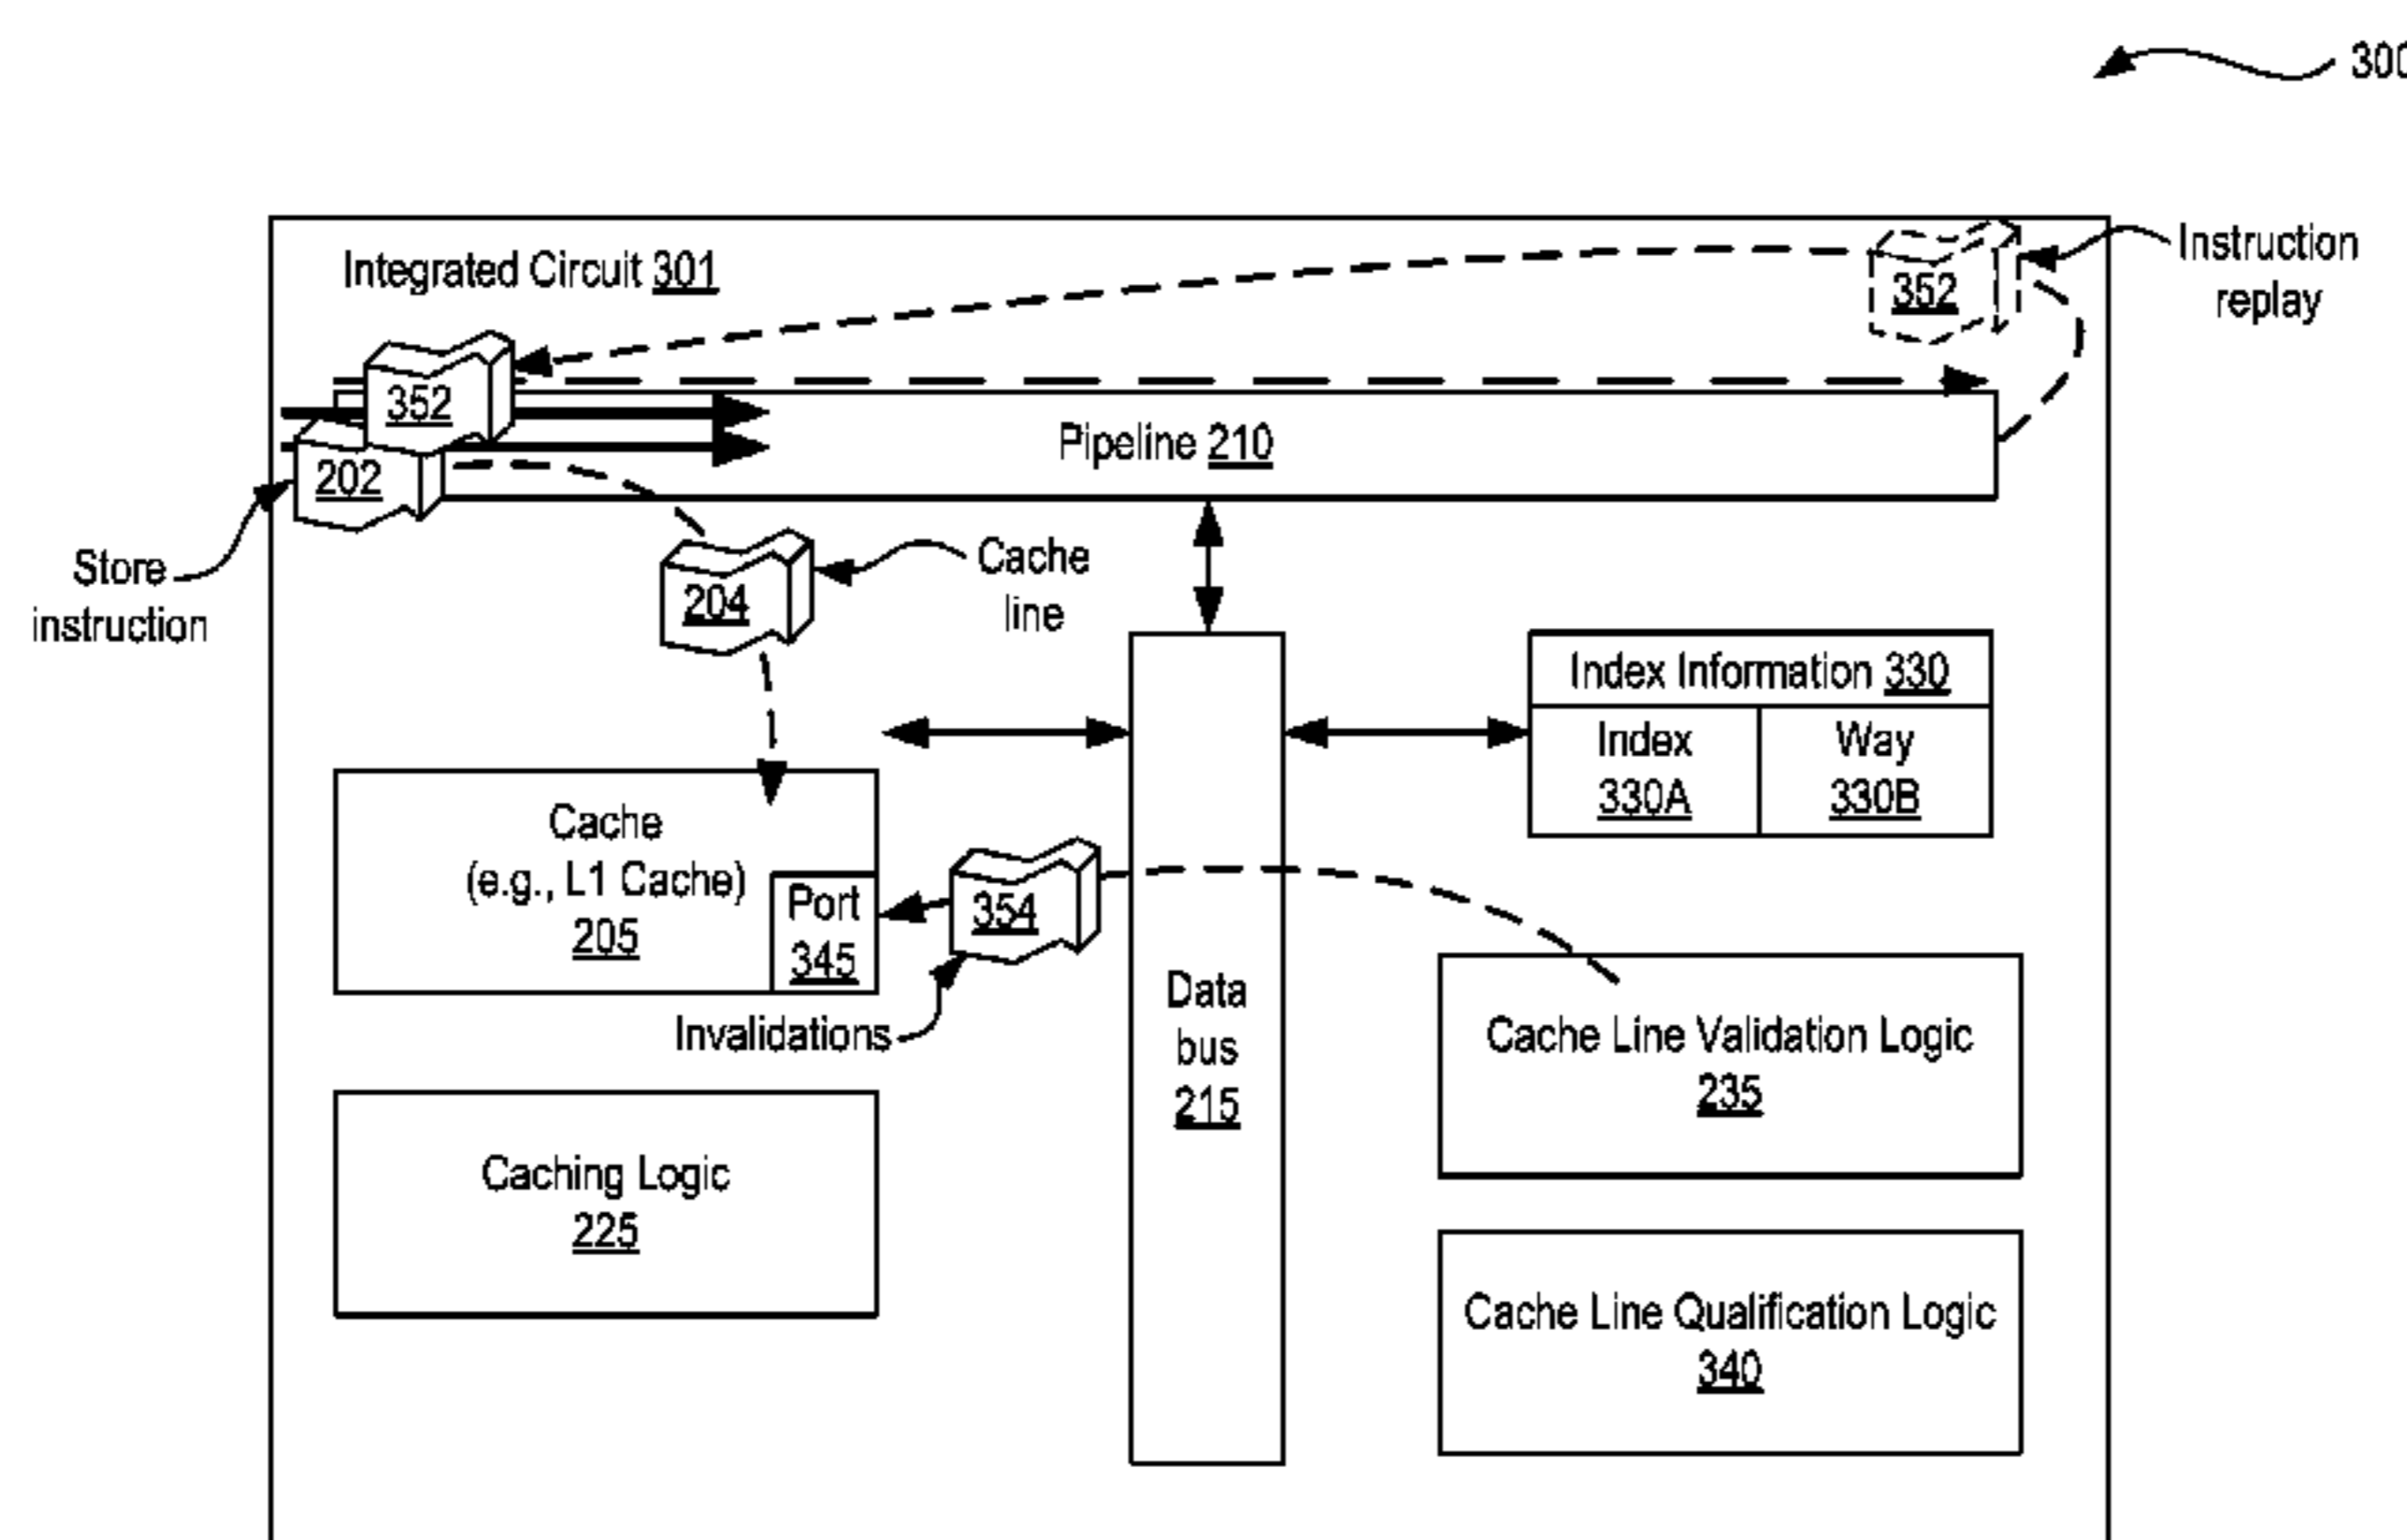 300
Integrated Circuit 301
352
Instruction
replay
352
Pipeline 210
202
Store
instruction
204
Cache
line
Index Information 330
Index
330A
Way
330B
Cache
(e.g., L1 Cache)
205
Port
345
354
Invalidations
Data
bus
215
Cache Line Validation Logic
235
Caching Logic
225
Cache Line Qualification Logic
340